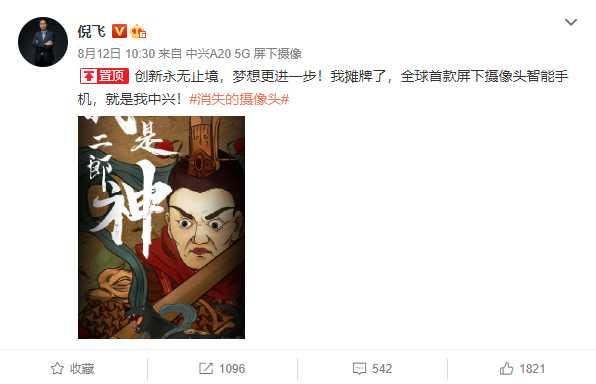 倪飞
8月12日 10:30 来自 中兴A20 5G 屏下摄像
置顶 创新永无止境，梦想更进一步！我摊牌了，全球首款屏下摄像头智能手
机，就是我中兴！#消失的摄像头#
我是
二郎
神
收藏
1096
542
1821